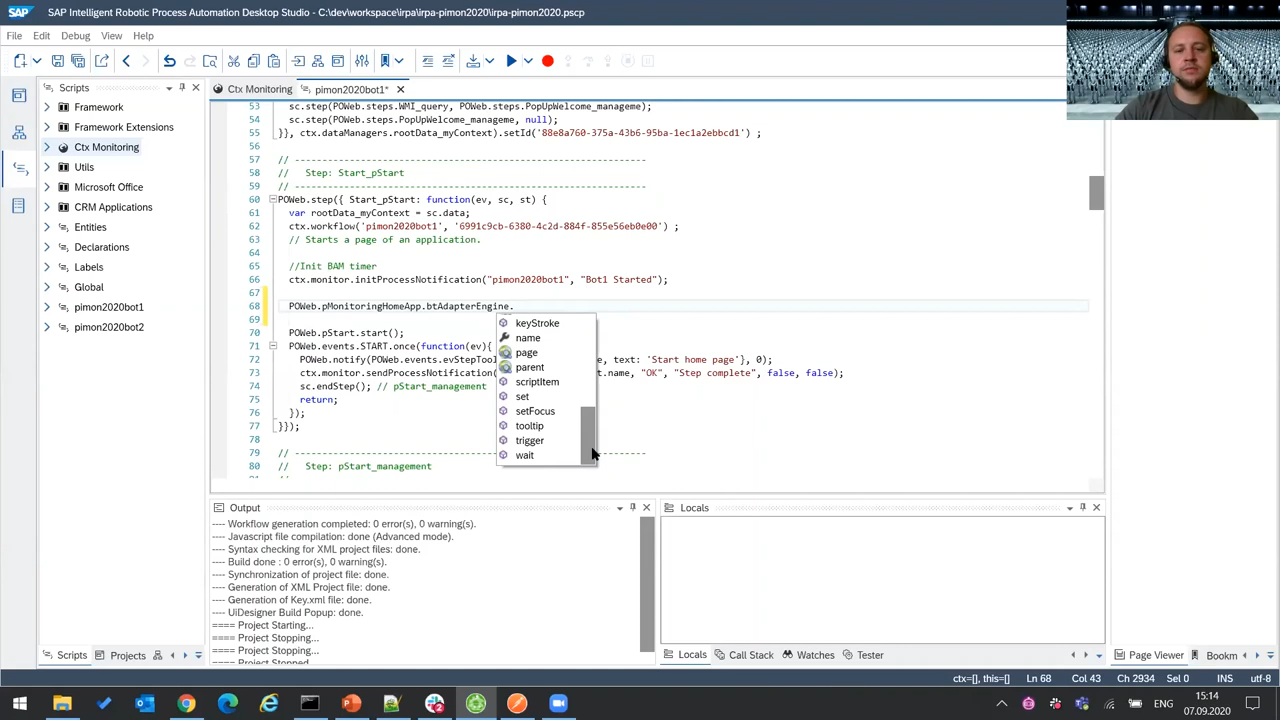 SAP SAP Intelligent Robotic Process Automation Desktop Studio - C:\dev\workspace\irpa-pimon2020\irpa-pimon2020.pscp
File Edit Debug View Help
Scripts
Ctx Monitoring pimon2020bot1*
Framework
Framework Extensions
Ctx Monitoring
Utils
Microsoft Office
CRM Applications
Entities
Declarations
Labels
Global
pimon2020bot1
pimon2020bot2
53 sc.step(POWeb.steps.WMI_query, POWeb.steps.PopUpWelcome_manageme);
54 sc.step(POWeb.steps.PopUpWelcome_manageme, null);
55 }}, ctx.dataManagers.rootData_myContext).setId('88e8a760-375a-43b6-95ba-1ec1a2ebbcd1') ;
56
57 // ----------------------------------------------------------------
58 // Step: Start_pStart
59 // ----------------------------------------------------------------
60 POWeb.step({ Start_pStart: function(ev, sc, st) {
61 var rootData_myContext = sc.data;
62 ctx.workflow('pimon2020bot1', '6991c9cb-6380-4c2d-884f-855e56eb0e00') ;
63 // Starts a page of an application.
64
65 //Init BAM timer
66 ctx.monitor.initProcessNotification("pimon2020bot1", "Bot1 Started");
67
68 POWeb.pMonitoringHomeApp.btAdapterEngine.
keyStroke
name
page
parent
scriptItem
set
setFocus
tooltip
trigger
wait
70 POWeb.pStart.start();
71 POWeb.events.START.once(function(ev){
72 POWeb.notify(POWeb.events.evStepTool e, text: 'Start home page'}, 0);
73 ctx.monitor.sendProcessNotification( t.name, "OK", "Step complete", false, false);
74 sc.endStep(); // pStart_management
75 return;
76 });
77 }});
78
79 // ----------------------------------------------------------------
80 // Step: pStart_management
Output
---- Workflow generation completed: 0 error(s), 0 warning(s).
---- Javascript file compilation: done (Advanced mode).
---- Syntax checking for XML project files: done.
---- Build done : 0 error(s), 0 warning(s).
---- Synchronization of project file: done.
---- Generation of XML Project file: done.
---- Generation of Key.xml file: done.
---- UiDesigner Build Popup: done.
==== Project Starting...
==== Project Stopping...
==== Project Stopping...
==== Project Stopped
Locals
Scripts Projects
Locals Call Stack Watches Tester
Page Viewer Bookm
ctx=[], this=[] Ln 68 Col 43 Ch 2934 Sel 0 INS utf-8
ENG
15:14
07.09.2020